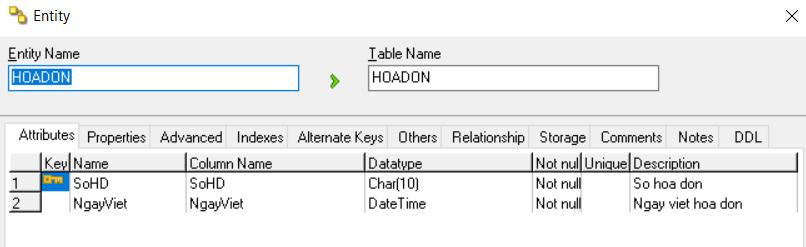 Entity
Entity Name
Table Name
HOADON
HOADON
Attributes Properties Advanced Indexes Alternate Keys Others Relationship Storage Comments Notes DDL
Key Name Column Name Datatype Not nul Unique Description
1 SoHD SoHD Char(10) Not null So hoa don
2 NgayViet NgayViet DateTime Not null Ngay viet hoa don